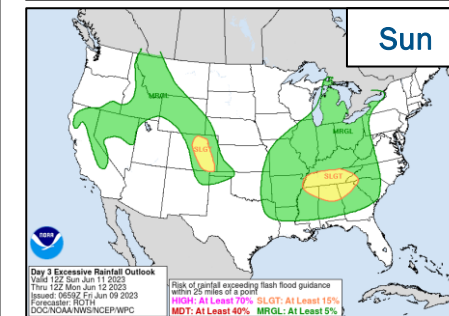 Sun
MRGL
SLGT
MRGL
SLGT
NOAA
Day 3 Excessive Rainfall Outlook
Valid 12Z Sun Jun 11 2023
Thru 12Z Mon Jun 12 2023
Issued: 0659Z Fri Jun 09 2023
Forecaster: ROTH
DOC/NOAA/NWS/NCEP/WPC
Risk of rainfall exceeding flash flood guidance
within 25 miles of a point
HIGH: At Least 70% SLGT: At Least 15%
MDT: At Least 40% MRGL: At Least 5%